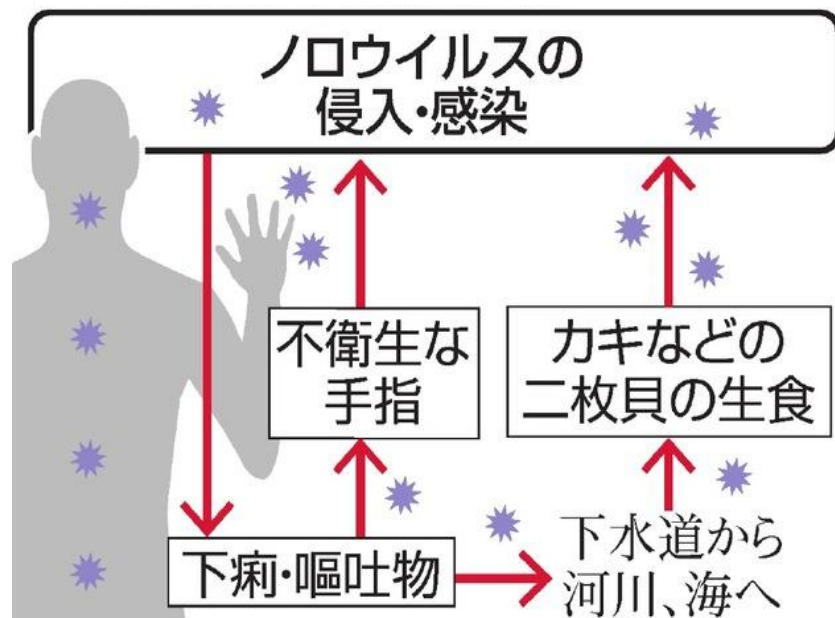 ノロウイルスの
侵入・感染
不衛生な
手指
カキなどの
二枚貝の生食
下痢・嘔吐物
下水道から
河川、海へ